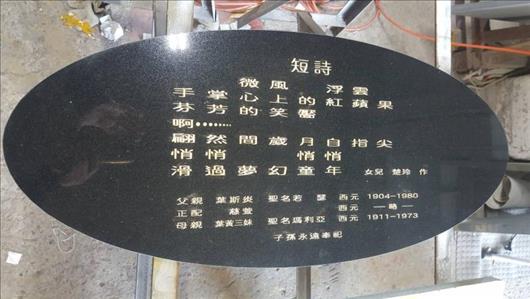 短詩
微風 浮雲
手掌心上的紅蘋果
芬芳的笑靨
啊………
翩然間歲月自指尖
悄悄 悄悄
滑過夢幻童年 女兒 楚玲 作
父親 葉斯炎 聖名若瑟 西元 1904-1980
正配 慈萱 西元 —略—
母親 葉黃三妹 聖名瑪利亞 西元 1911-1973
子孫永遠奉祀